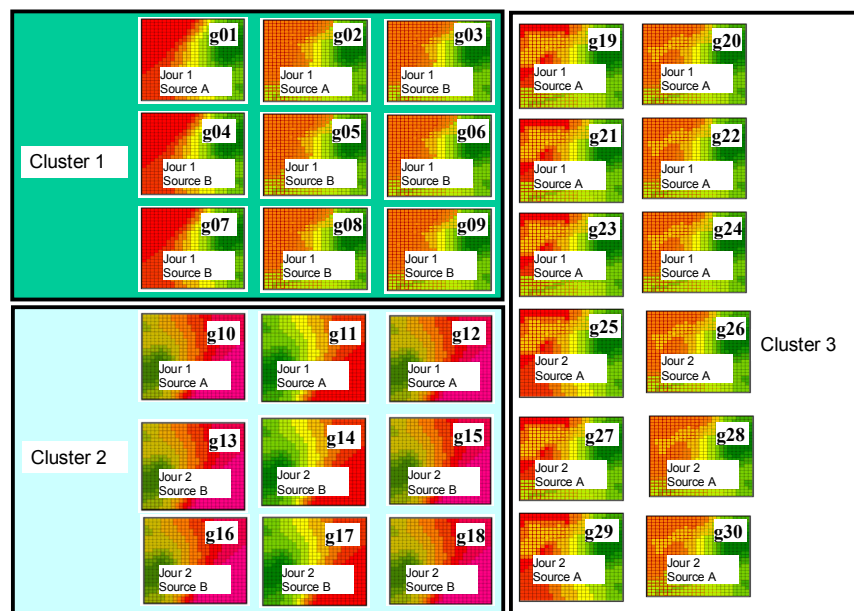 Cluster 1
g01
Jour 1
Source A
g02
Jour 1
Source A
g03
Jour 1
Source B
g04
Jour 1
Source B
g05
Jour 1
Source B
g06
Jour 1
Source B
g07
Jour 1
Source B
g08
Jour 1
Source B
g09
Jour 1
Source B
Cluster 2
g10
Jour 1
Source A
g11
Jour 1
Source A
g12
Jour 1
Source A
g13
Jour 2
Source B
g14
Jour 2
Source B
g15
Jour 2
Source B
g16
Jour 2
Source B
g17
Jour 2
Source B
g18
Jour 2
Source B
Cluster 3
g19
Jour 1
Source A
g20
Jour 1
Source A
g21
Jour 1
Source A
g22
Jour 1
Source A
g23
Jour 1
Source A
g24
Jour 1
Source A
g25
Jour 2
Source A
g26
Jour 2
Source A
g27
Jour 2
Source A
g28
Jour 2
Source A
g29
Jour 2
Source A
g30
Jour 2
Source A